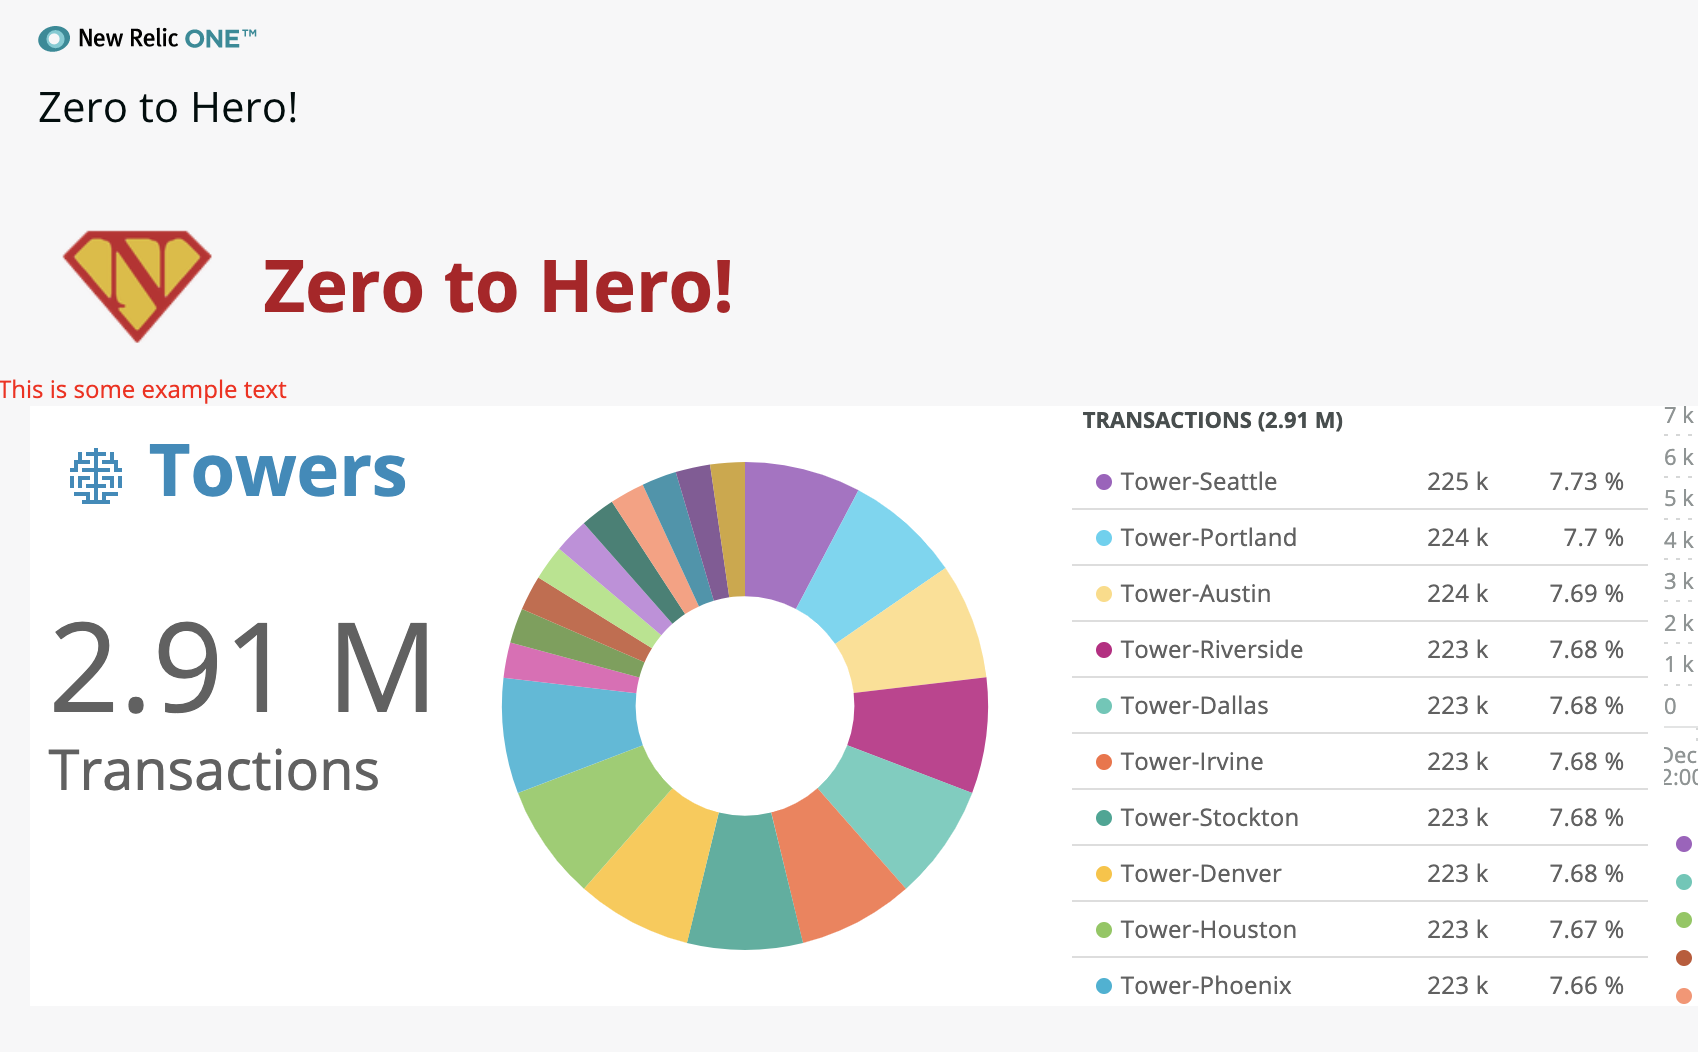 New Relic ONE™
Zero to Hero!
N
Zero to Hero!
This is some example text
Towers
2.91 M
Transactions
TRANSACTIONS (2.91 M)
Tower-Seattle 225 k 7.73 %
Tower-Portland 224 k 7.7 %
Tower-Austin 224 k 7.69 %
Tower-Riverside 223 k 7.68 %
Tower-Dallas 223 k 7.68 %
Tower-Irvine 223 k 7.68 %
Tower-Stockton 223 k 7.68 %
Tower-Denver 223 k 7.68 %
Tower-Houston 223 k 7.67 %
Tower-Phoenix 223 k 7.66 %
7 k
6 k
5 k
4 k
3 k
2 k
1 k
0
Dec